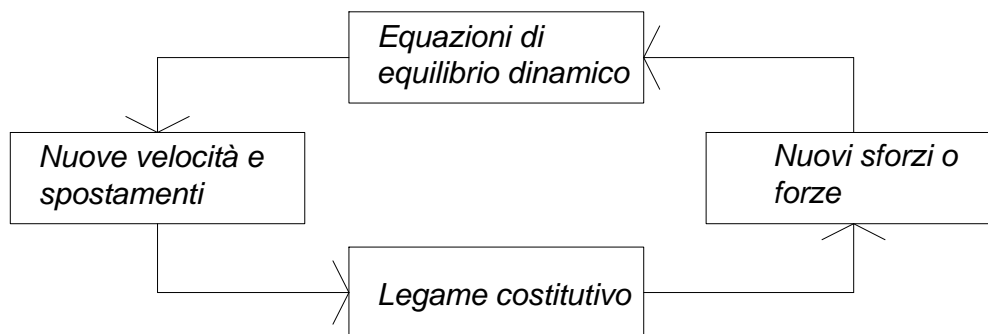 Equazioni di
equilibrio dinamico
Nuove velocità e
spostamenti
Nuovi sforzi o
forze
Legame costitutivo